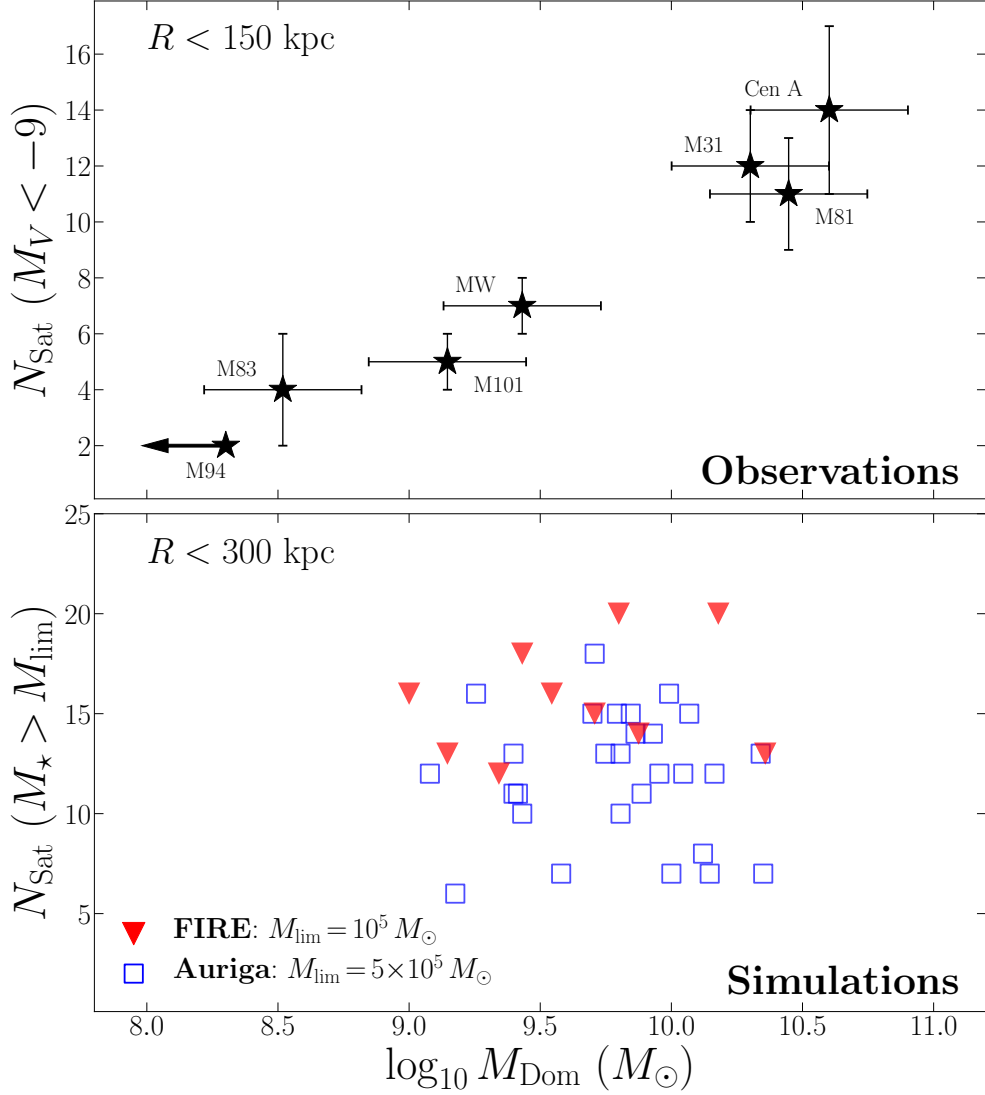 R < 150 kpc
N_Sat (M_V < −9)
16
14
12
10
8
6
4
2
Cen A
M31
M81
MW
M101
M83
M94
Observations
R < 300 kpc
N_Sat (M_⋆ > M_lim)
25
20
15
10
5
FIRE: M_lim = 10^5 M_⊙
Auriga: M_lim = 5×10^5 M_⊙
Simulations
8.0 8.5 9.0 9.5 10.0 10.5 11.0
log_10 M_Dom (M_⊙)